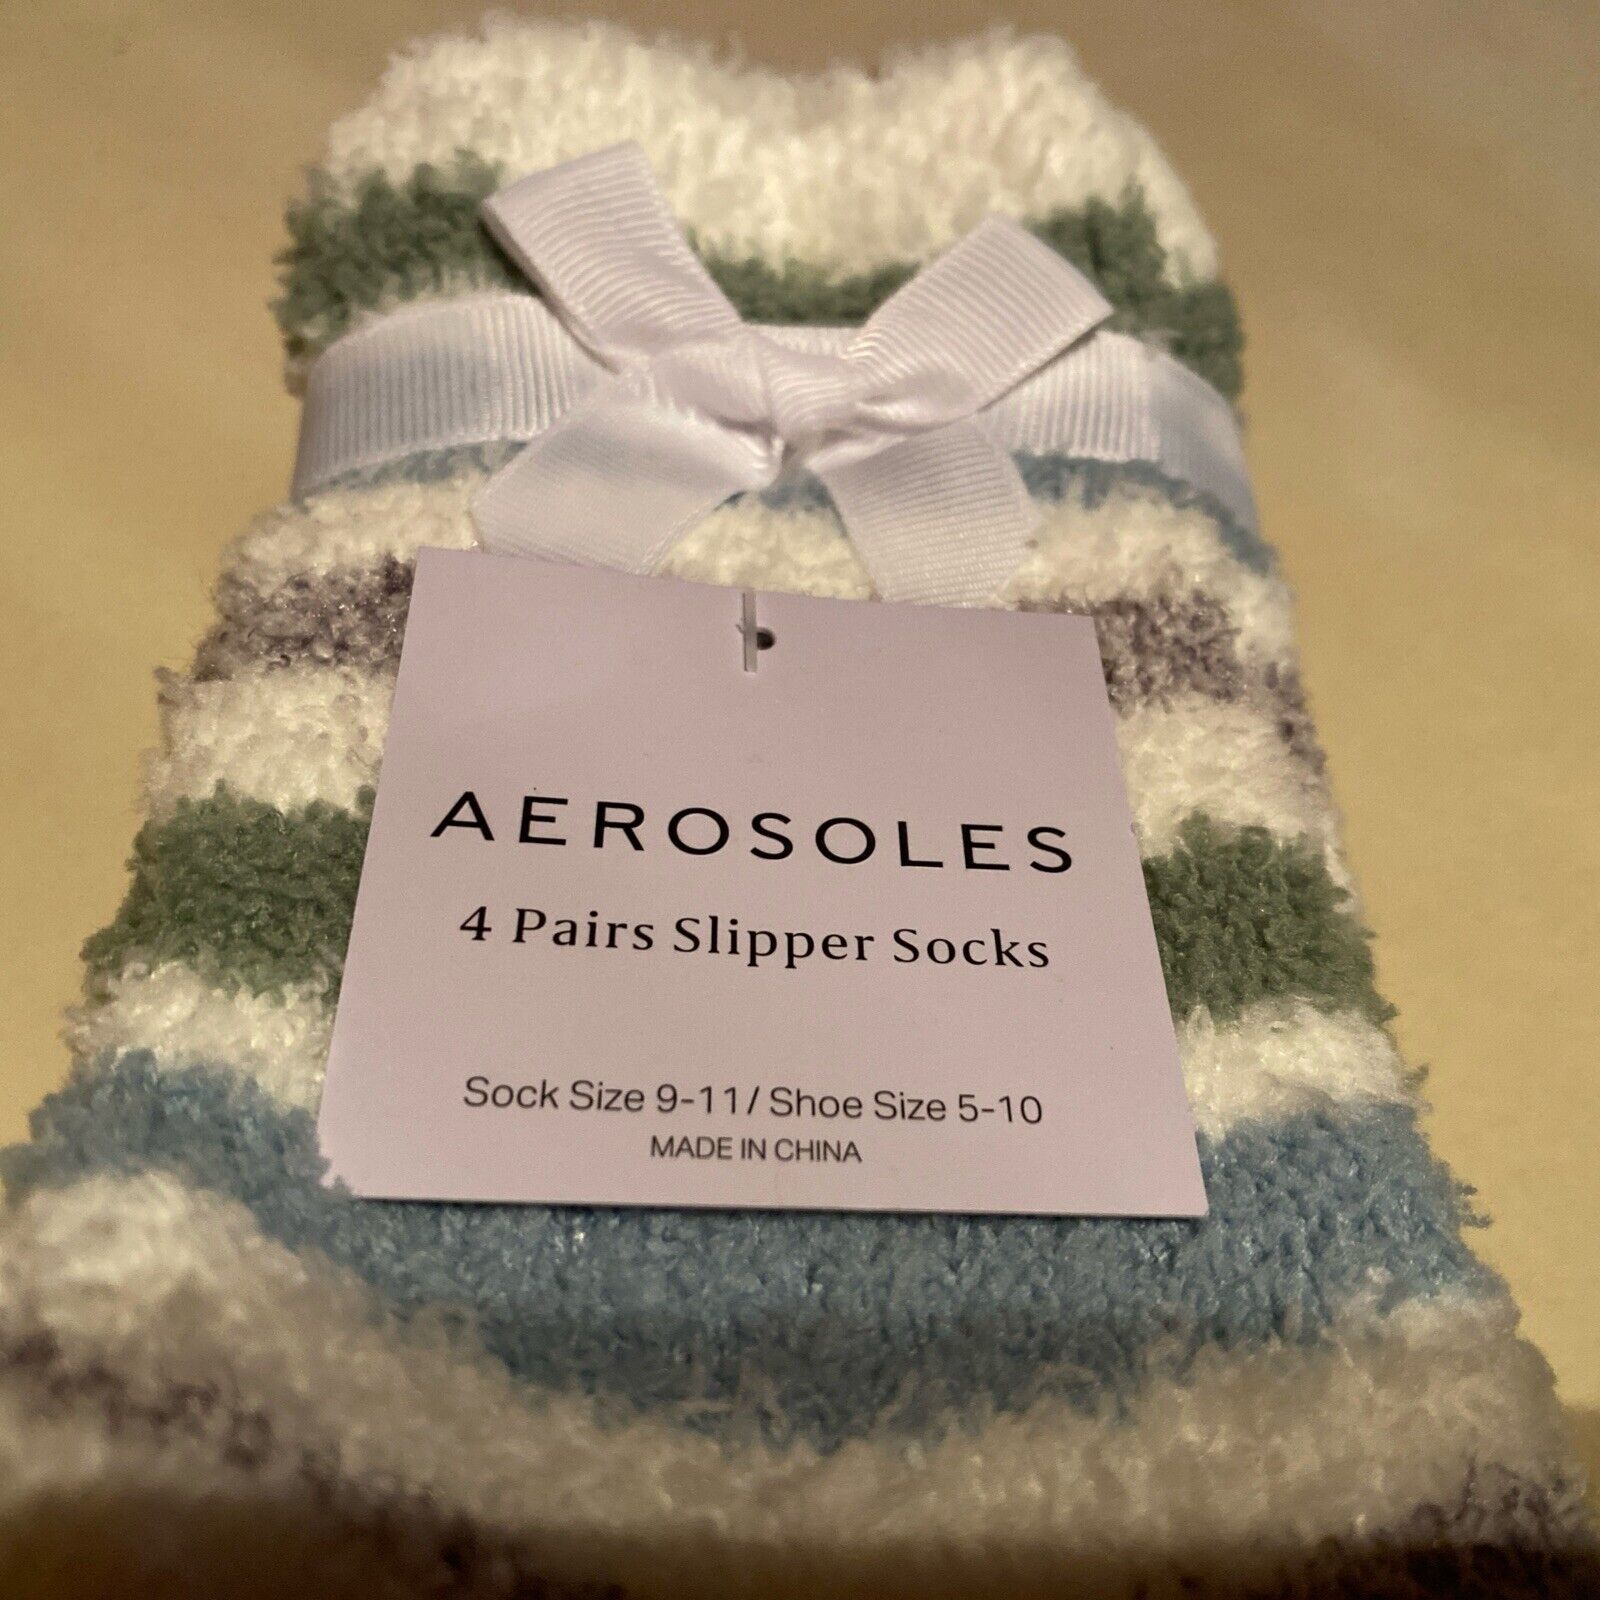 AEROSOLES
4 Pairs Slipper Socks
Sock Size 9-11/ Shoe Size 5-10
MADE IN CHINA